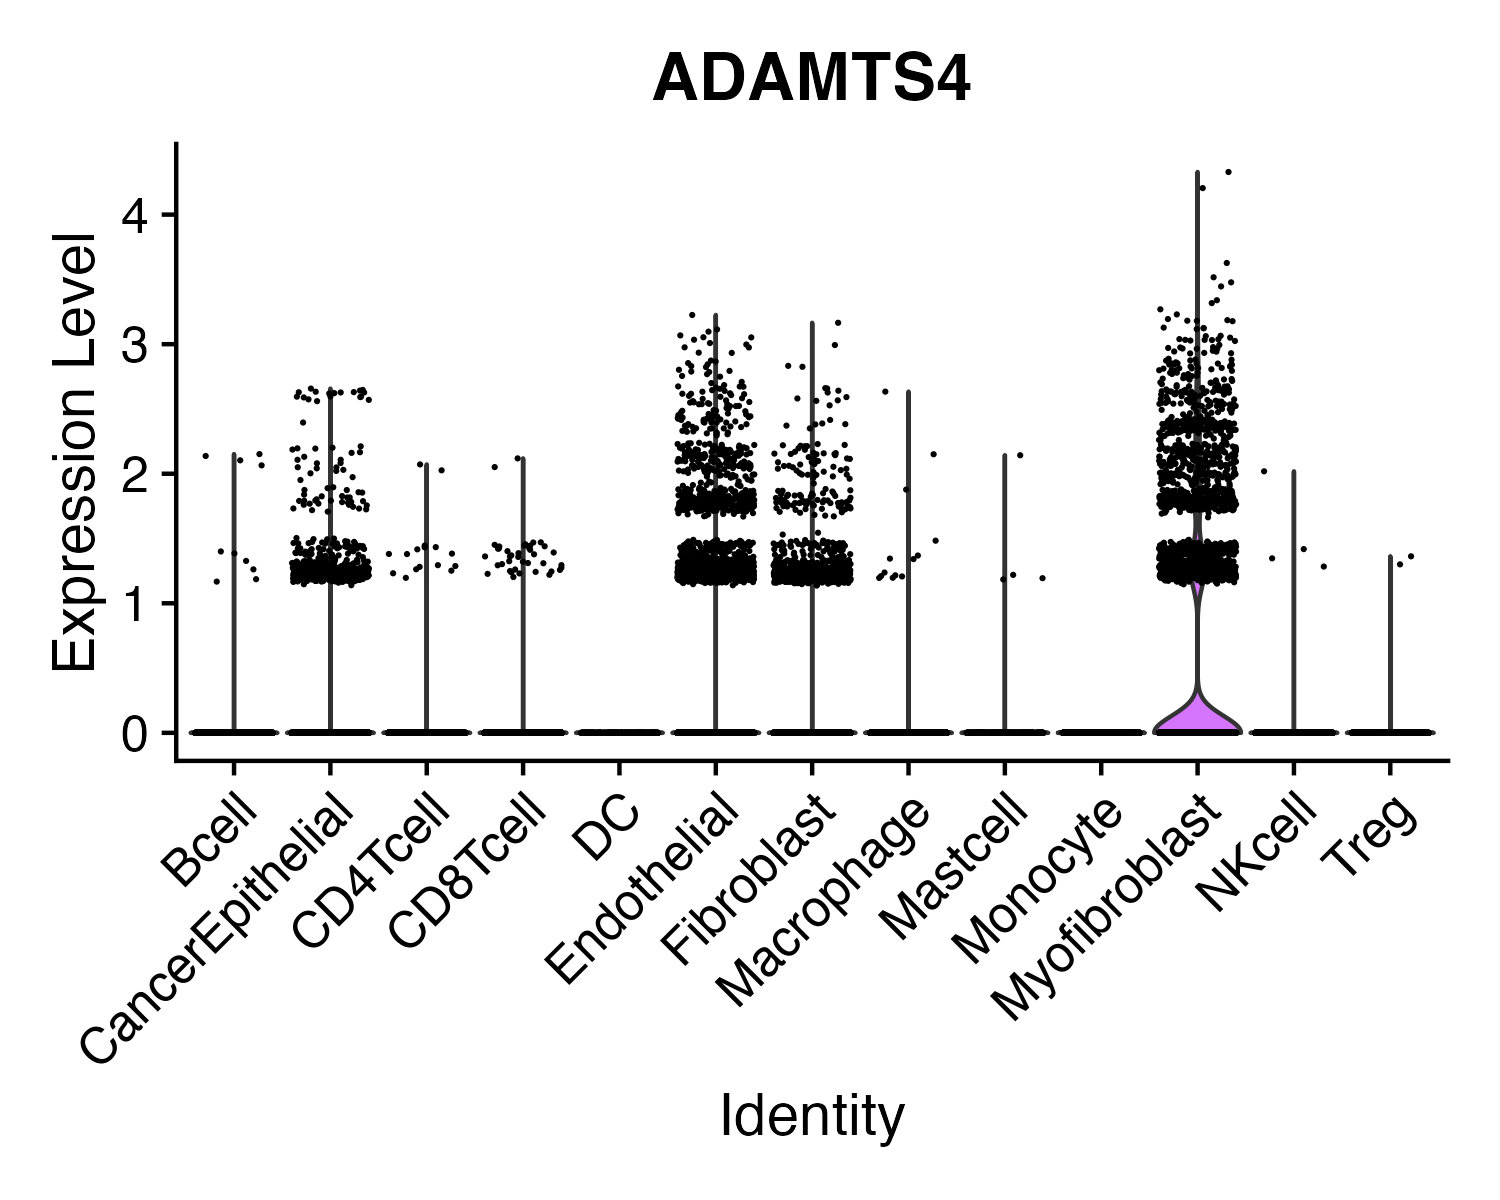 ADAMTS4
Expression Level
4
3
2
1
0
Bcell
CancerEpithelial
CD4Tcell
CD8Tcell
DC
Endothelial
Fibroblast
Macrophage
Mastcell
Monocyte
Myofibroblast
NKcell
Treg
Identity